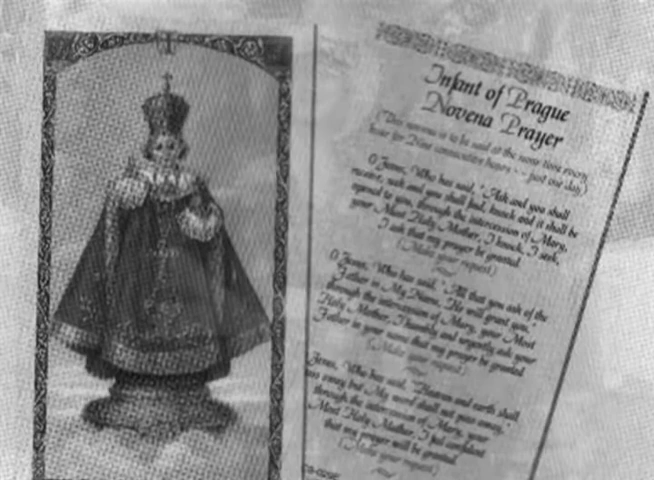 Infant of Prague
Novena Prayer
(This novena is to be said at the same time every
hour for nine consecutive hours -- just one day)
O Jesus, Who has said, "Ask and you shall
receive, seek and you shall find, knock and it shall be
opened to you, through the intercession of Mary,
your Most Holy Mother, I knock, I seek,
I ask that my prayer be granted.
(Make your request)
O Jesus, Who has said, "All that you ask of the
Father in My Name, He will grant you,"
through the intercession of Mary, your Most
Holy Mother, I humbly and urgently ask your
Father in your name that my prayer be granted.
(Make your request)
Jesus, Who has said, "Heaven and earth shall
pass away but My word shall not pass away,"
through the intercession of Mary, your
Most Holy Mother, I feel confident
that my prayer will be granted.
(Make your request)